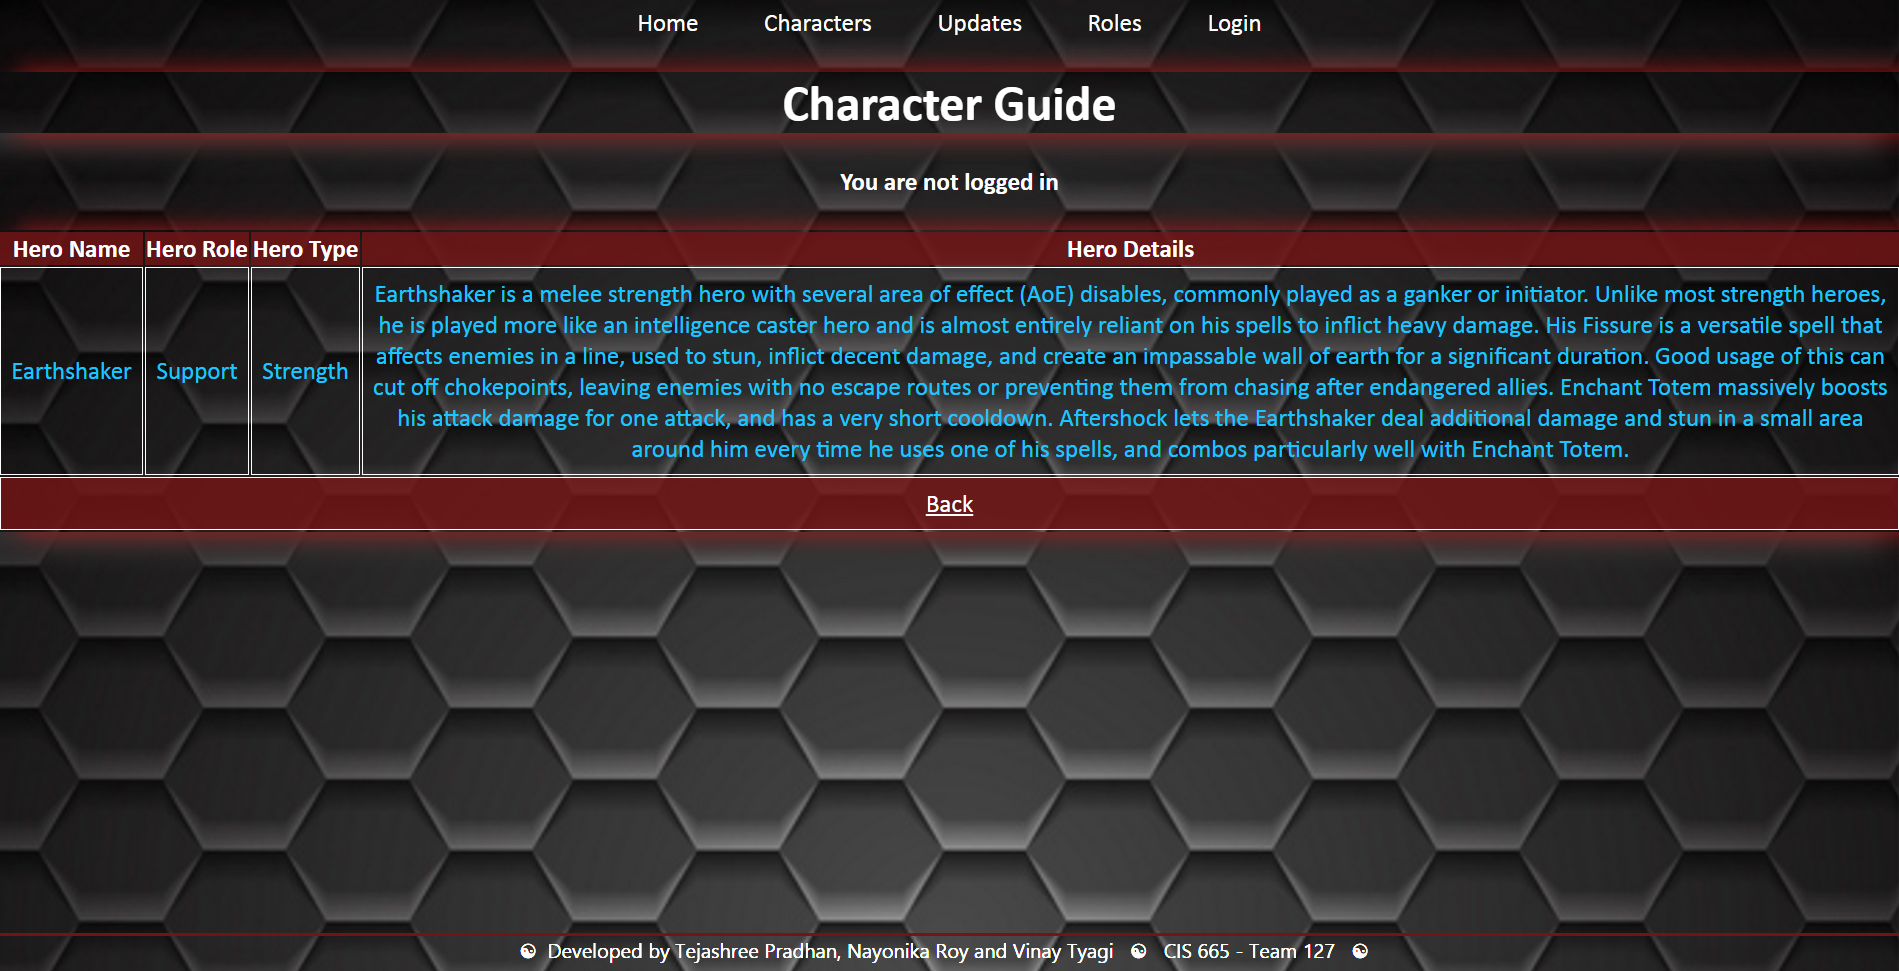 Home Characters Updates Roles Login
Character Guide
You are not logged in
Hero Name Hero Role Hero Type Hero Details
Earthshaker Support Strength
Earthshaker is a melee strength hero with several area of effect (AoE) disables, commonly played as a ganker or initiator. Unlike most strength heroes,
he is played more like an intelligence caster hero and is almost entirely reliant on his spells to inflict heavy damage. His Fissure is a versatile spell that
affects enemies in a line, used to stun, inflict decent damage, and create an impassable wall of earth for a significant duration. Good usage of this can
cut off chokepoints, leaving enemies with no escape routes or preventing them from chasing after endangered allies. Enchant Totem massively boosts
his attack damage for one attack, and has a very short cooldown. Aftershock lets the Earthshaker deal additional damage and stun in a small area
around him every time he uses one of his spells, and combos particularly well with Enchant Totem.
Back
☯ Developed by Tejashree Pradhan, Nayonika Roy and Vinay Tyagi ☯ CIS 665 - Team 127 ☯